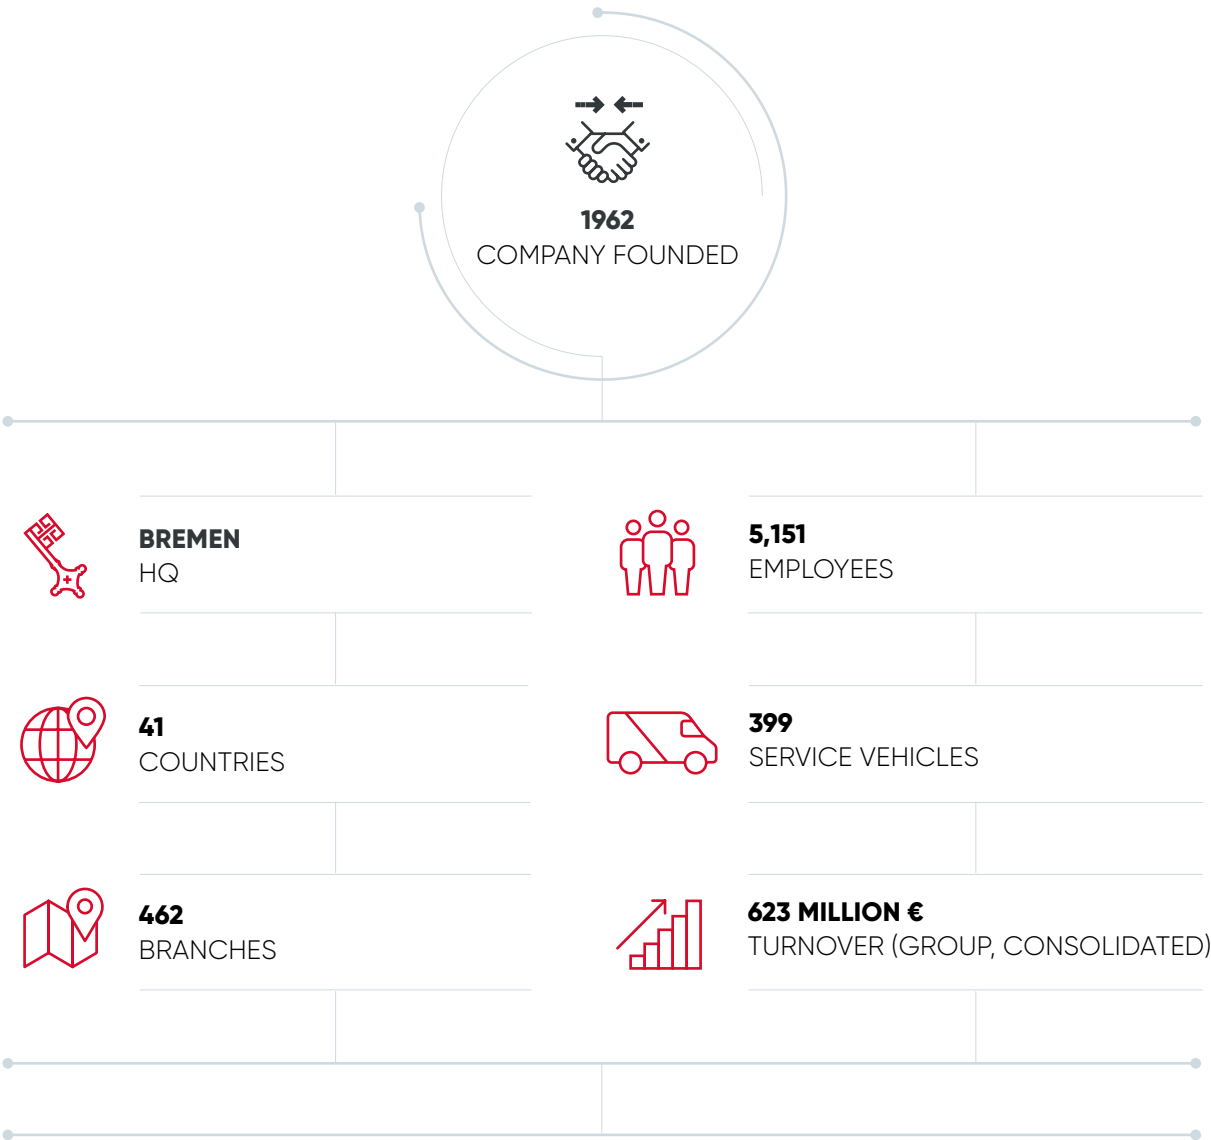 1962
COMPANY FOUNDED
BREMEN
HQ
5,151
EMPLOYEES
41
COUNTRIES
399
SERVICE VEHICLES
462
BRANCHES
623 MILLION €
TURNOVER (GROUP, CONSOLIDATED)